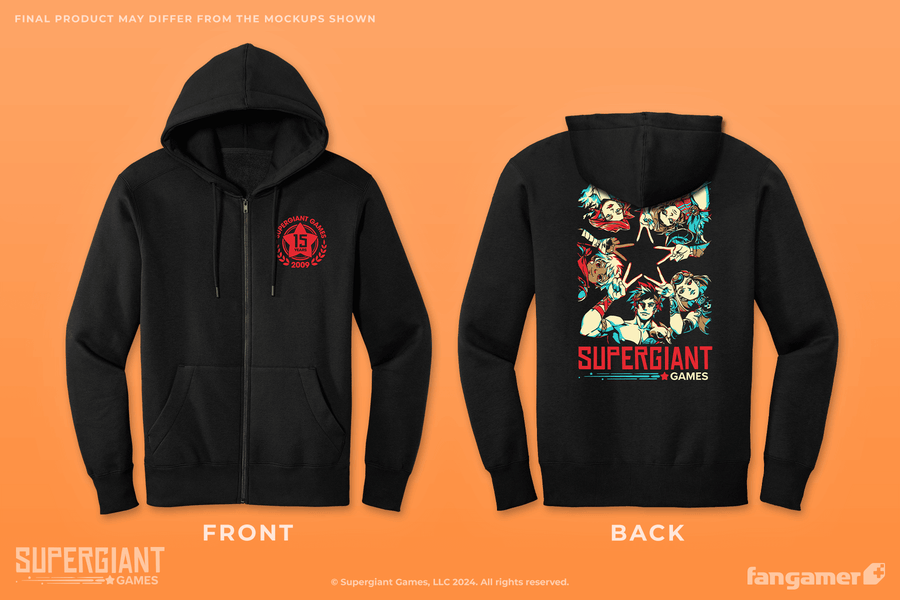 FINAL PRODUCT MAY DIFFER FROM THE MOCKUPS SHOWN
SUPERGIANT GAMES
15
YEARS
2009
SUPERGIANT
GAMES
FRONT
BACK
SUPERGIANT
GAMES
© Supergiant Games, LLC 2024. All rights reserved.
fangamer